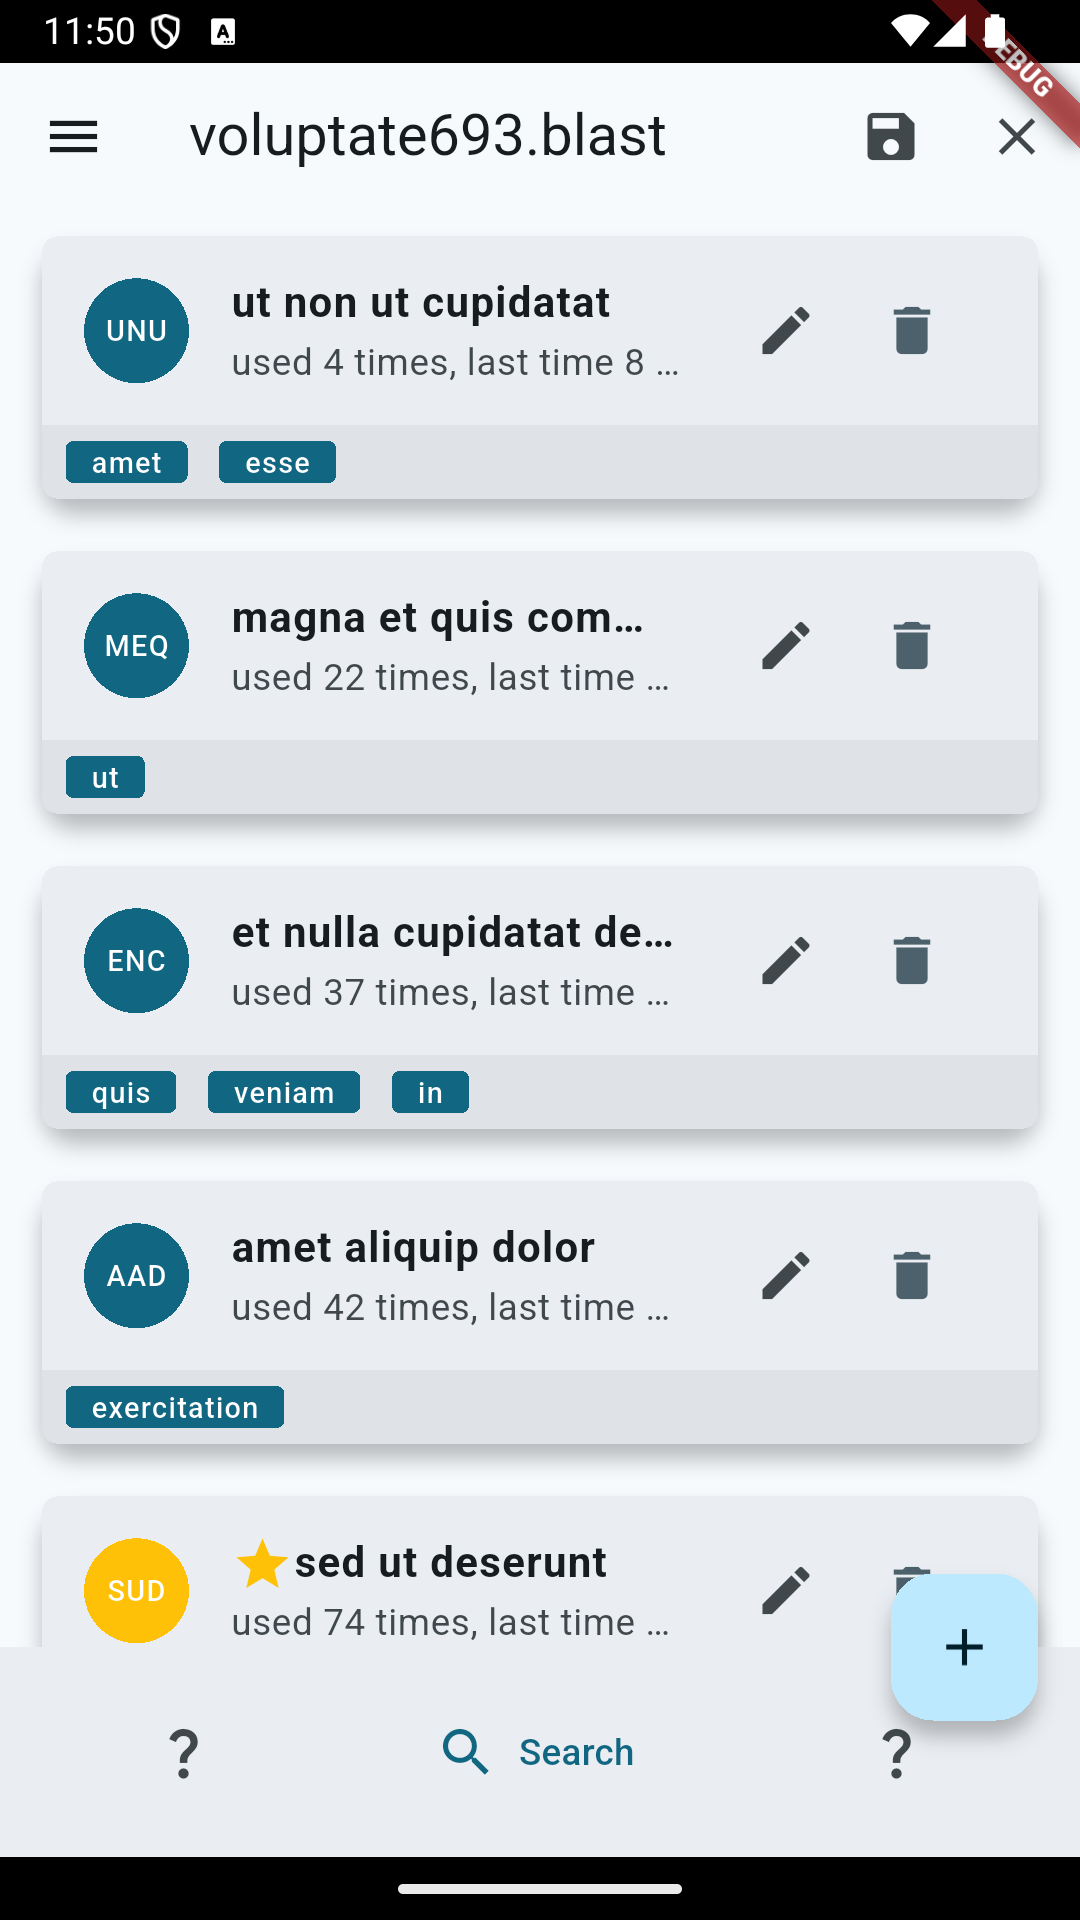 11:50
DEBUG
voluptate693.blast
UNU
ut non ut cupidatat
used 4 times, last time 8 …
amet esse
MEQ
magna et quis com…
used 22 times, last time …
ut
ENC
et nulla cupidatat de…
used 37 times, last time …
quis veniam in
AAD
amet aliquip dolor
used 42 times, last time …
exercitation
SUD
sed ut deserunt
used 74 times, last time …
+
? Search ?